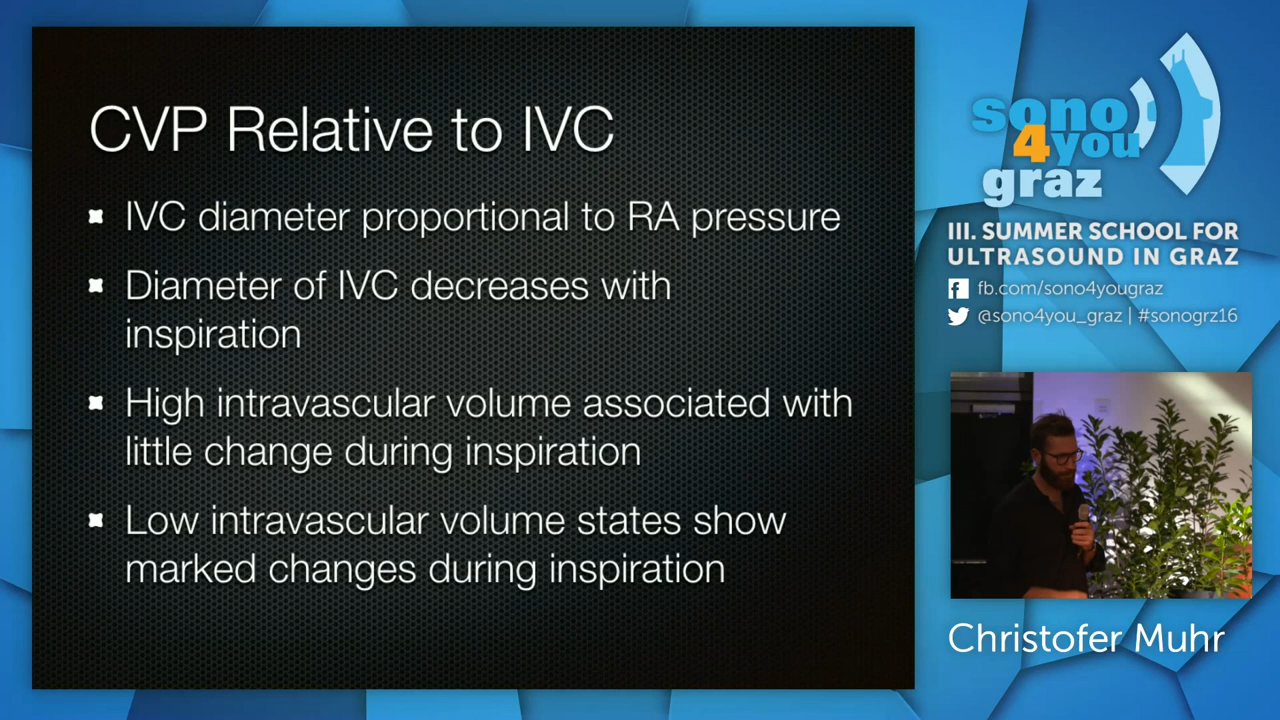 CVP Relative to IVC
IVC diameter proportional to RA pressure
Diameter of IVC decreases with
inspiration
High intravascular volume associated with
little change during inspiration
Low intravascular volume states show
marked changes during inspiration
sono
4you
graz
III. SUMMER SCHOOL FOR
ULTRASOUND IN GRAZ
fb.com/sono4yougraz
@sono4you_graz | #sonogrz16
Christofer Muhr